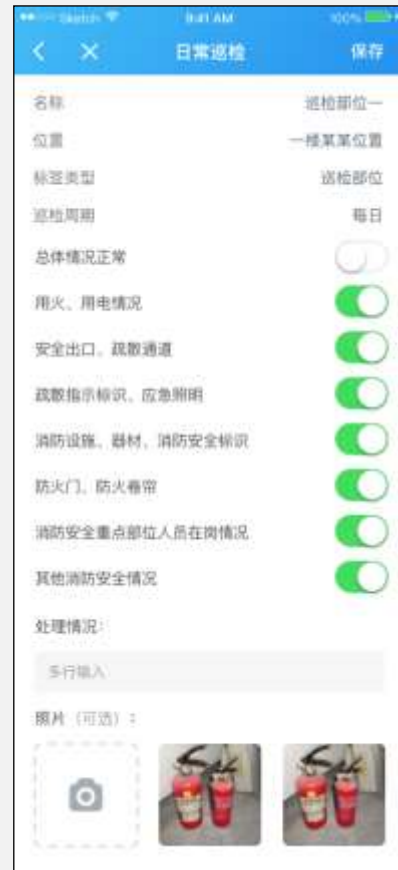 Sketch
9:41 AM
100%
日常巡检
保存
名称 巡检部位一
位置 一楼某某位置
标签类型 巡检部位
巡检周期 每日
总体情况正常
用火、用电情况
安全出口、疏散通道
疏散指示标识、应急照明
消防设施、器材、消防安全标识
防火门、防火卷帘
消防安全重点部位人员在岗情况
其他消防安全情况
处理情况：
多行输入
照片（可选）：